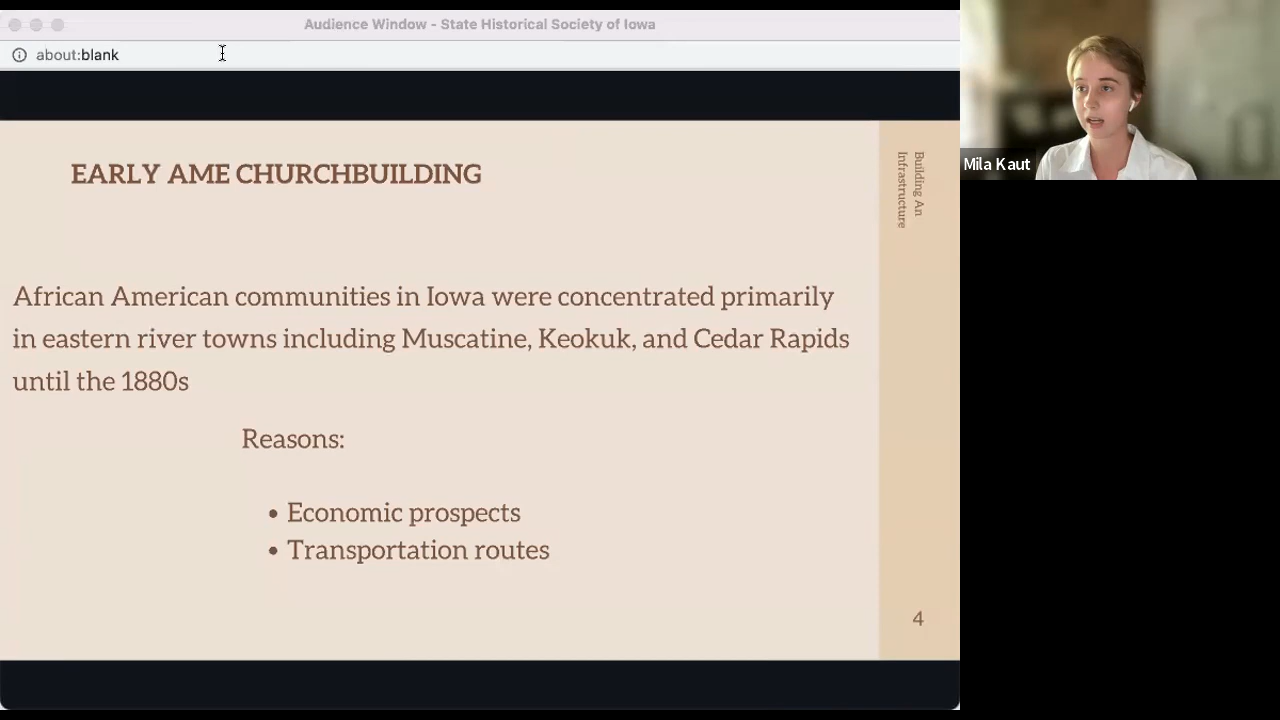 Audience Window - State Historical Society of Iowa
about:blank
EARLY AME CHURCHBUILDING
African American communities in Iowa were concentrated primarily
in eastern river towns including Muscatine, Keokuk, and Cedar Rapids
until the 1880s
Reasons:
• Economic prospects
• Transportation routes
Building An
Infrastructure
4
Mila Kaut